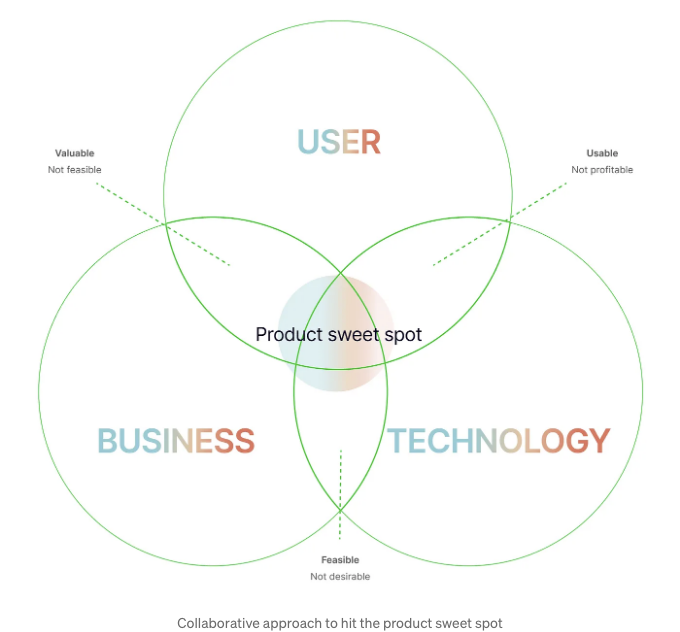 USER
Valuable
Not feasible
Usable
Not profitable
Product sweet spot
BUSINESS
TECHNOLOGY
Feasible
Not desirable
Collaborative approach to hit the product sweet spot